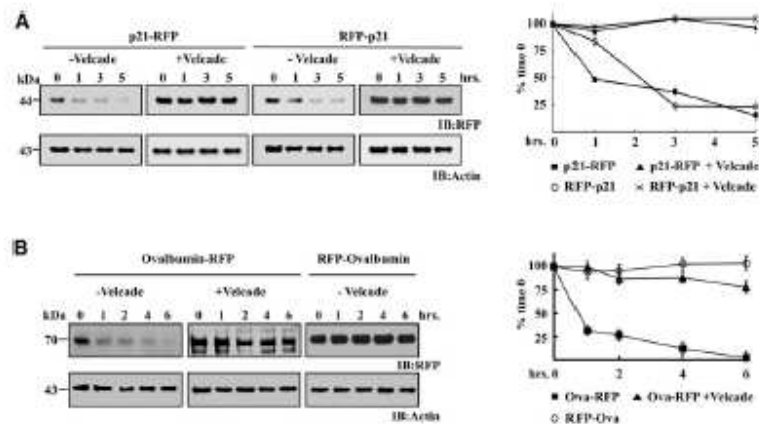 A
p21-RFP RFP-p21
-Velcade +Velcade - Velcade +Velcade
kDa 0 1 3 5 0 1 3 5 0 1 3 5 0 1 3 5 hrs.
44
IB:RFP
43
IB:Actin
% time 0
100
75
50
25
hrs. 0 1 2 3 4 5
p21-RFP p21-RFP + Velcade
RFP-p21 RFP-p21 + Velcade
B
Ovalbumin-RFP RFP-Ovalbumin
-Velcade +Velcade - Velcade
kDa 0 1 2 4 6 0 1 2 4 6 0 1 2 4 6 hrs.
70
IB:RFP
43
IB:Actin
% time 0
100
75
50
25
hrs. 0 2 4 6
Ova-RFP Ova-RFP +Velcade
RFP-Ova